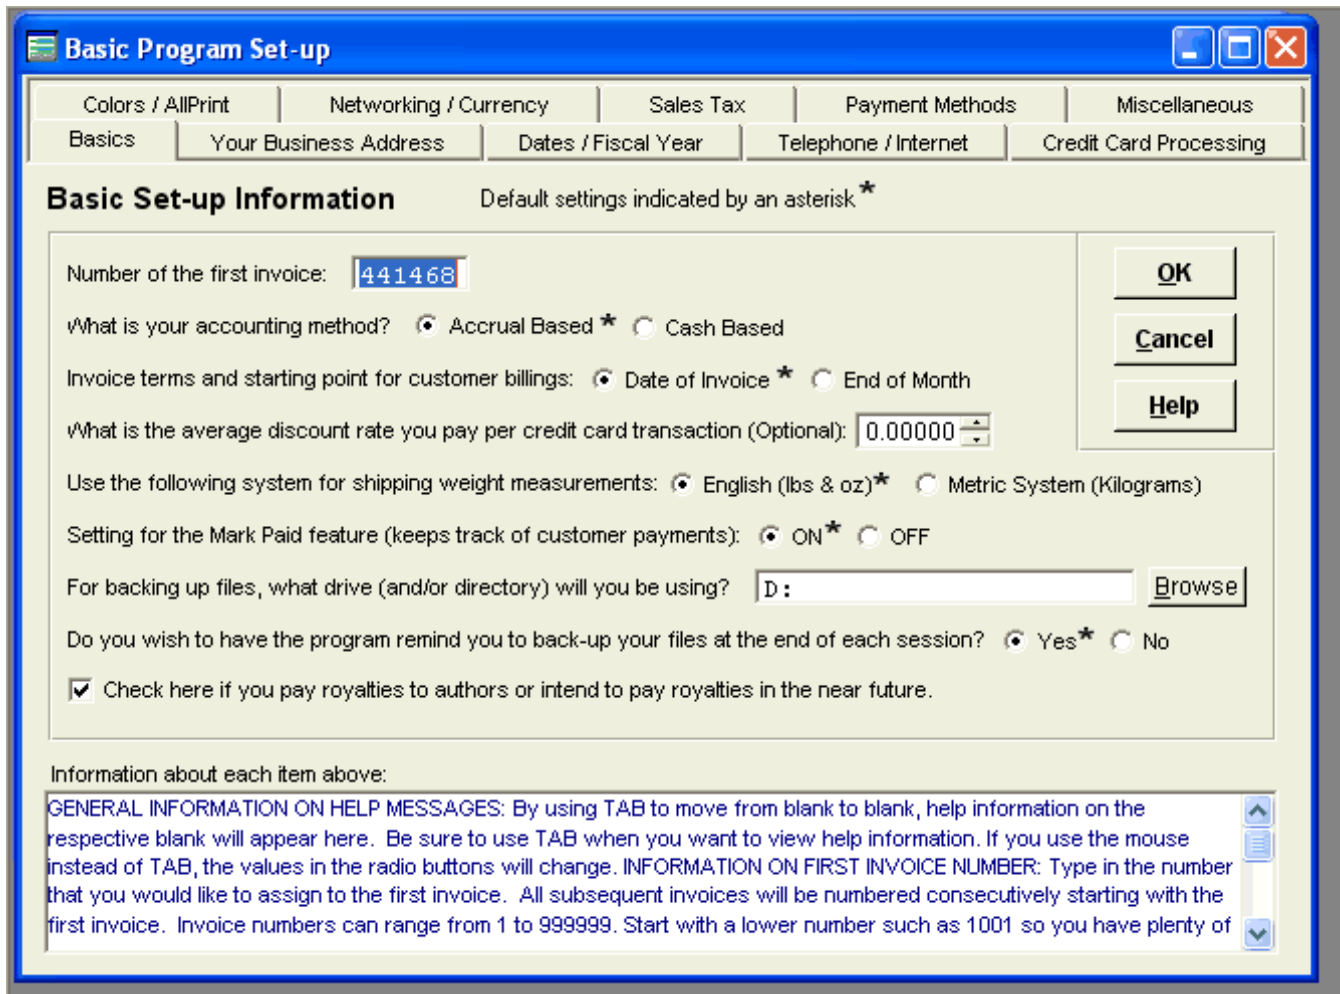 Basic Program Set-up
Colors / AllPrint Networking / Currency Sales Tax Payment Methods Miscellaneous
Basics Your Business Address Dates / Fiscal Year Telephone / Internet Credit Card Processing
Basic Set-up Information Default settings indicated by an asterisk *
Number of the first invoice: 441468 OK
What is your accounting method? Accrual Based * Cash Based
Cancel
Invoice terms and starting point for customer billings: Date of Invoice * End of Month
Help
What is the average discount rate you pay per credit card transaction (Optional): 0.00000
Use the following system for shipping weight measurements: English (lbs & oz)* Metric System (Kilograms)
Setting for the Mark Paid feature (keeps track of customer payments): ON* OFF
For backing up files, what drive (and/or directory) will you be using? D: Browse
Do you wish to have the program remind you to back-up your files at the end of each session? Yes* No
Check here if you pay royalties to authors or intend to pay royalties in the near future.
Information about each item above:
GENERAL INFORMATION ON HELP MESSAGES: By using TAB to move from blank to blank, help information on the
respective blank will appear here. Be sure to use TAB when you want to view help information. If you use the mouse
instead of TAB, the values in the radio buttons will change. INFORMATION ON FIRST INVOICE NUMBER: Type in the number
that you would like to assign to the first invoice. All subsequent invoices will be numbered consecutively starting with the
first invoice. Invoice numbers can range from 1 to 999999. Start with a lower number such as 1001 so you have plenty of